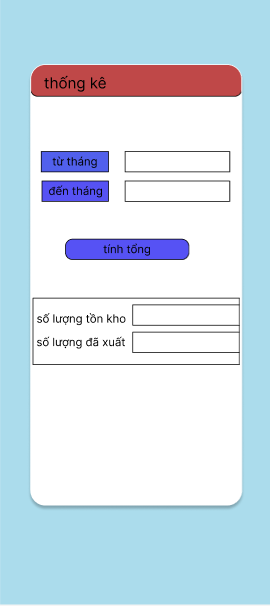 thống kê
từ tháng
đến tháng
tính tổng
số lượng tồn kho
số lượng đã xuất